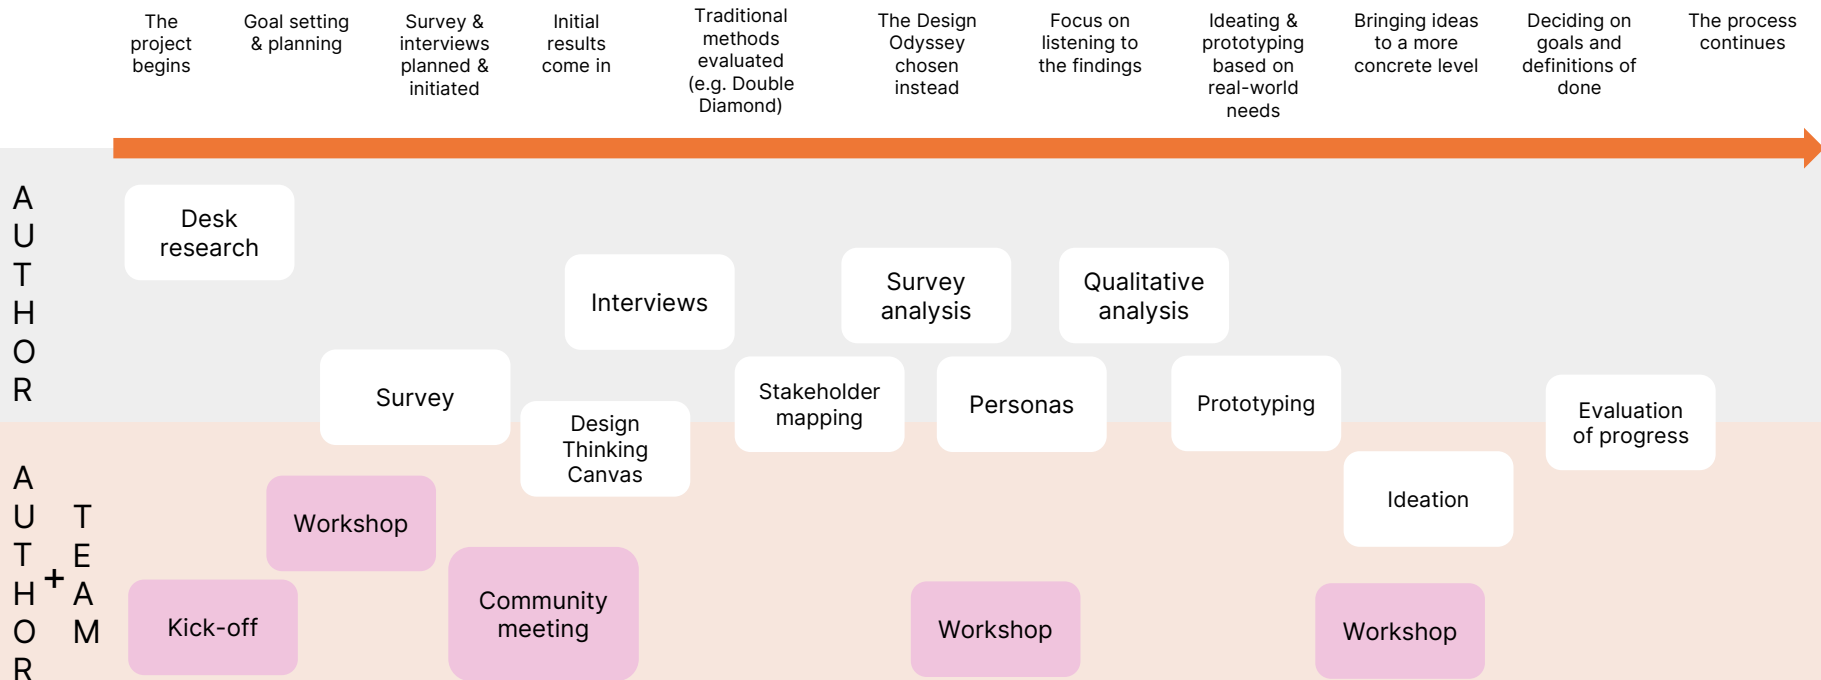 The
project
begins
Goal setting
& planning
Survey &
interviews
planned &
initiated
Initial
results
come in
Traditional
methods
evaluated
(e.g. Double
Diamond)
The Design
Odyssey
chosen
instead
Focus on
listening to
the findings
Ideating &
prototyping
based on
real-world
needs
Bringing ideas
to a more
concrete level
Deciding on
goals and
definitions of
done
The process
continues
AUTHOR
Desk
research
Interviews
Survey
analysis
Qualitative
analysis
Survey
Design
Thinking
Canvas
Stakeholder
mapping
Personas
Prototyping
Evaluation
of progress
AUTHOR
+
TEAM
Workshop
Ideation
Kick-off
Community
meeting
Workshop
Workshop